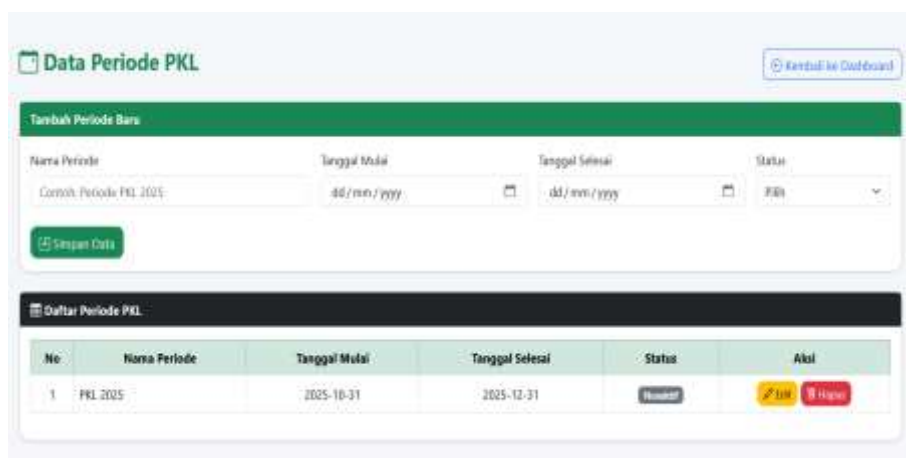 Data Periode PKL
Kembali ke Dashboard
Tambah Periode Baru
Nama Periode Tanggal Mulai Tanggal Selesai Status
Contoh: Periode PKL 2025 dd/mm/yyyy dd/mm/yyyy Pilih
Simpan Data
Daftar Periode PKL
No Nama Periode Tanggal Mulai Tanggal Selesai Status Aksi
1 PKL 2025 2025-10-31 2025-12-31 Nonaktif Edit Hapus